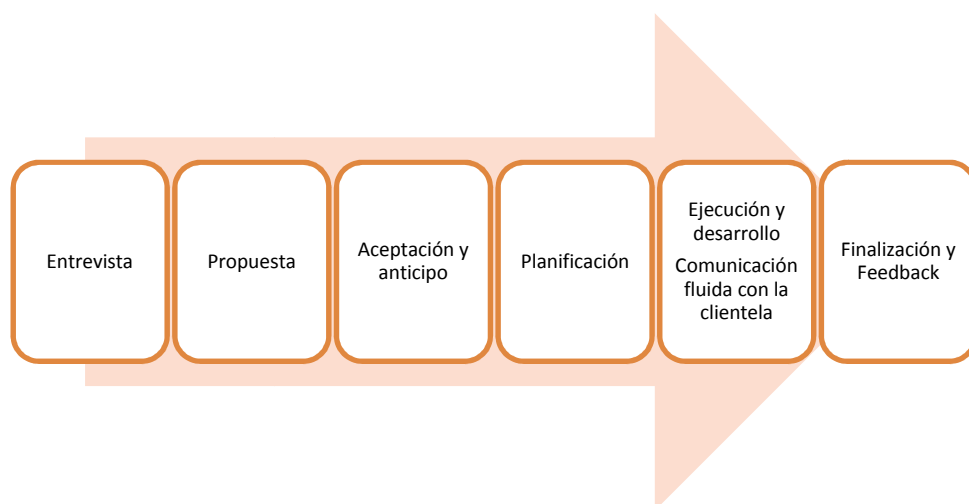 Entrevista
Propuesta
Aceptación y
anticipo
Planificación
Ejecución y
desarrollo
Comunicación
fluida con la
clientela
Finalización y
Feedback